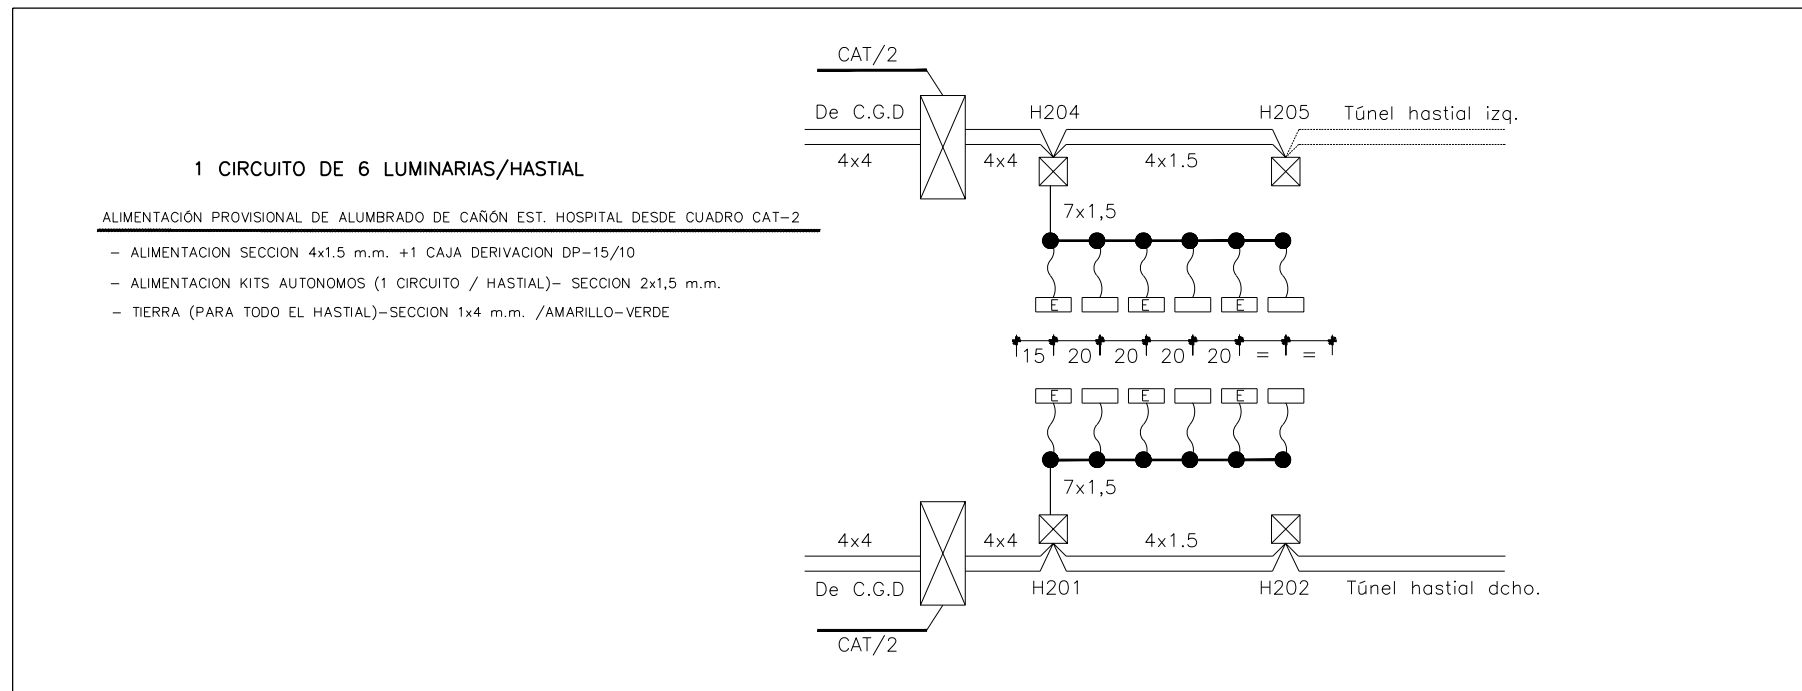 1 CIRCUITO DE 6 LUMINARIAS/HASTIAL
ALIMENTACIÓN PROVISIONAL DE ALUMBRADO DE CAÑÓN EST. HOSPITAL DESDE CUADRO CAT-2
- ALIMENTACION SECCION 4x1.5 m.m. +1 CAJA DERIVACION DP-15/10
- ALIMENTACION KITS AUTONOMOS (1 CIRCUITO / HASTIAL)- SECCION 2x1,5 m.m.
- TIERRA (PARA TODO EL HASTIAL)-SECCION 1x4 m.m. /AMARILLO-VERDE
CAT/2
De C.G.D H204 H205 Túnel hastial izq.
4x4 4x4 4x1.5
7x1,5
E E E
15 20 20 20 20 = =
E E E
7x1,5
4x4 4x4 4x1.5
De C.G.D H201 H202 Túnel hastial dcho.
CAT/2